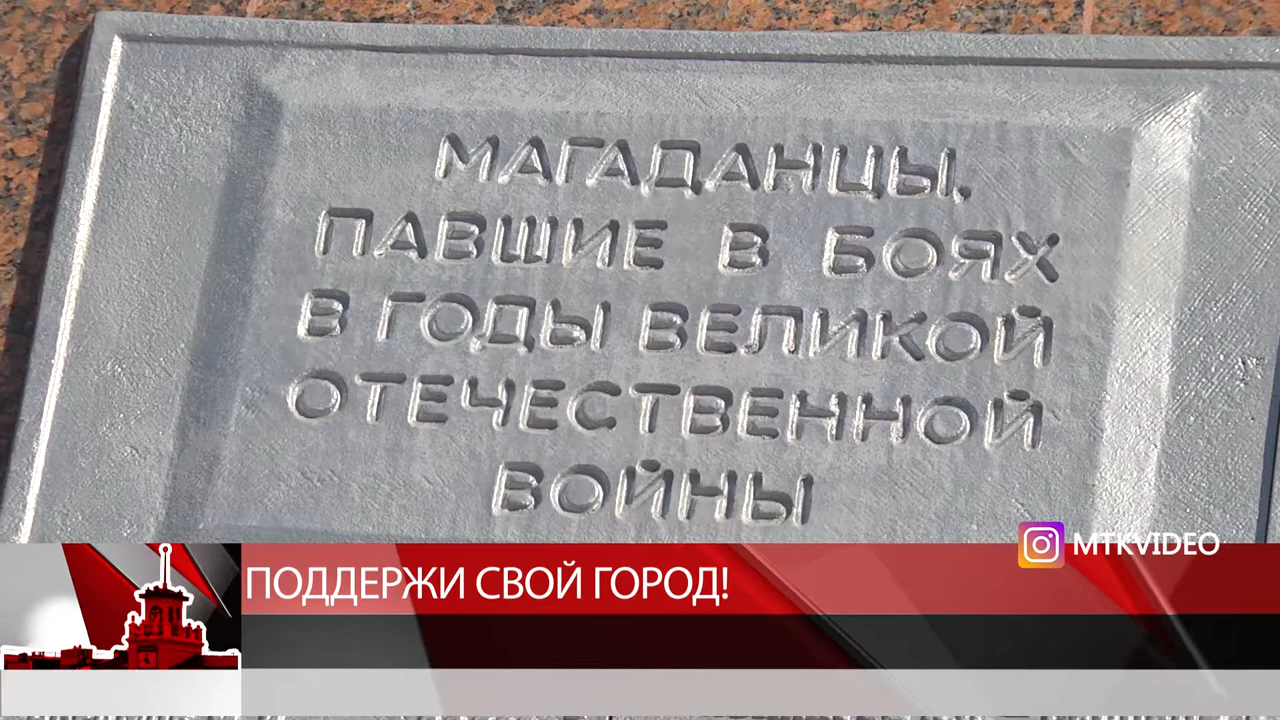 МАГАДАНЦЫ,
ПАВШИЕ В БОЯХ
В ГОДЫ ВЕЛИКОЙ
ОТЕЧЕСТВЕННОЙ
ВОЙНЫ
MTKVIDEO
ПОДДЕРЖИ СВОЙ ГОРОД!